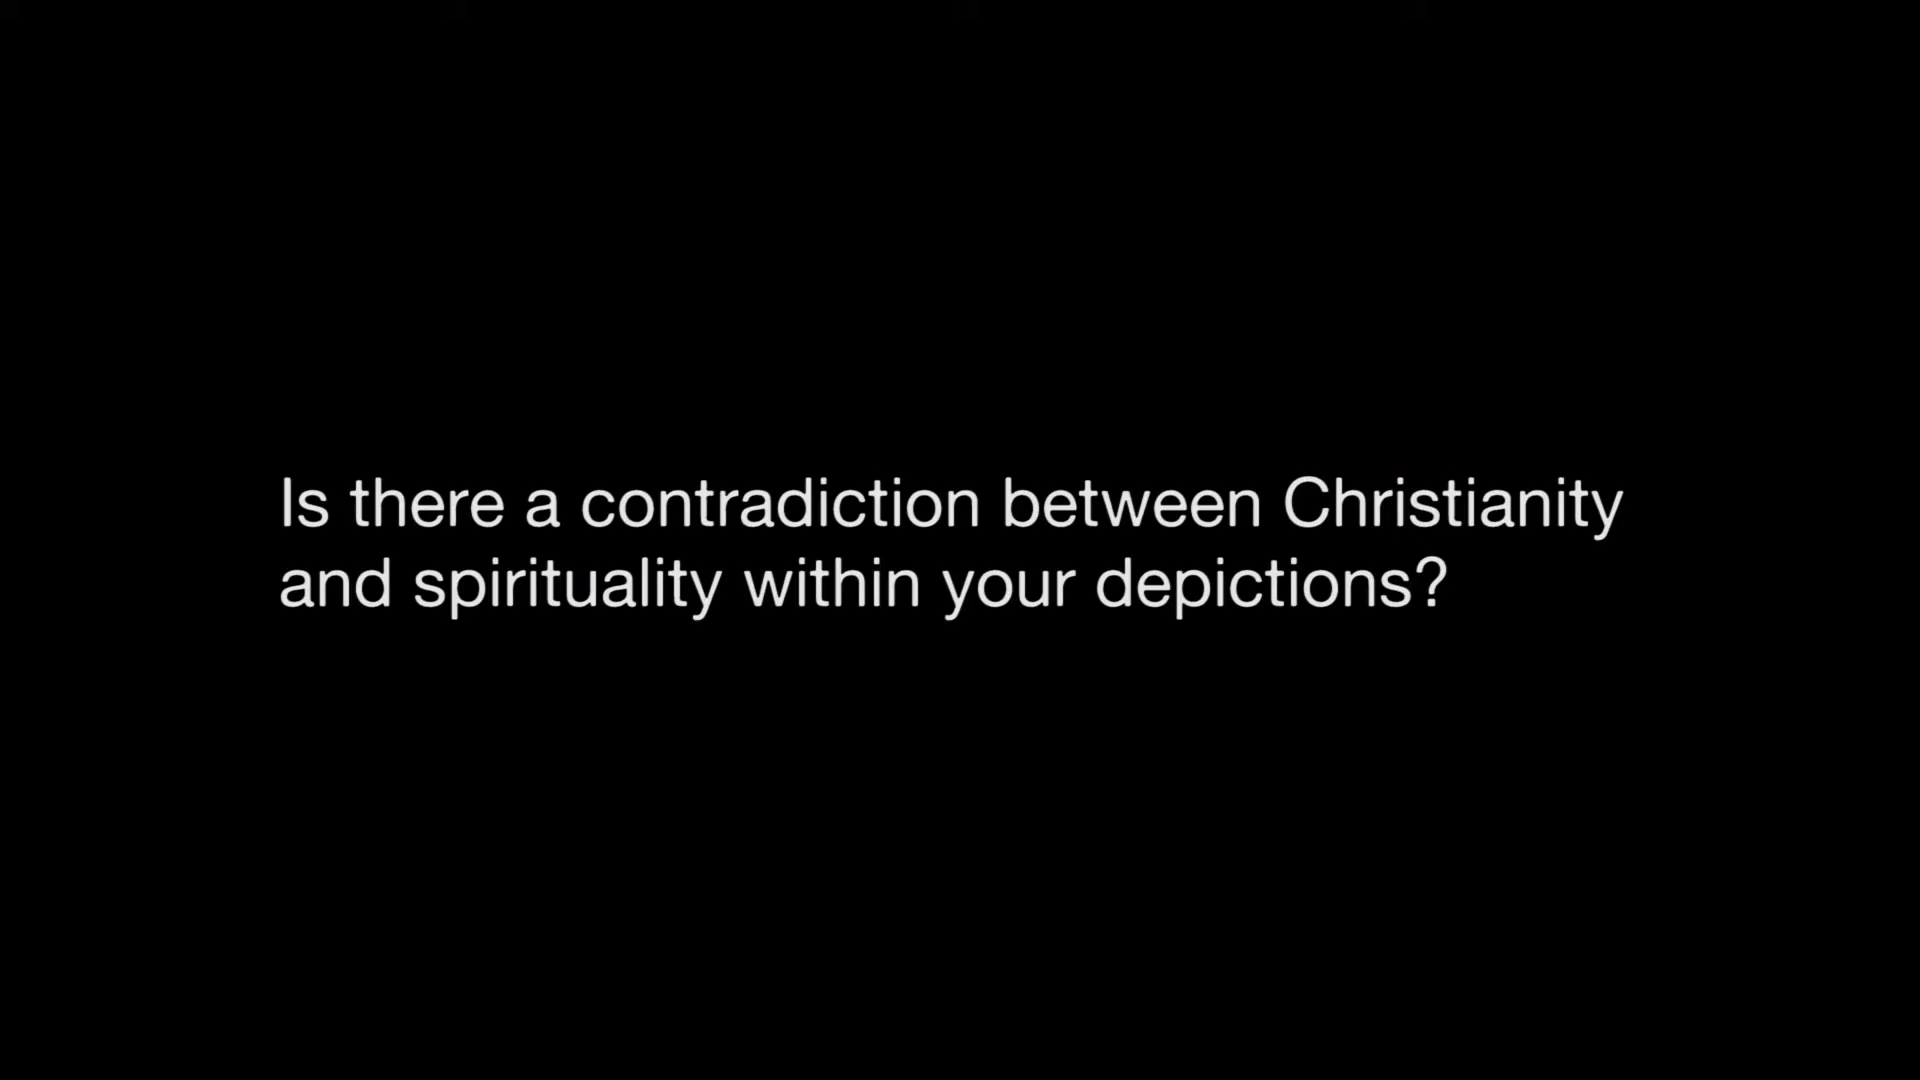 Is there a contradiction between Christianity
and spirituality within your depictions?